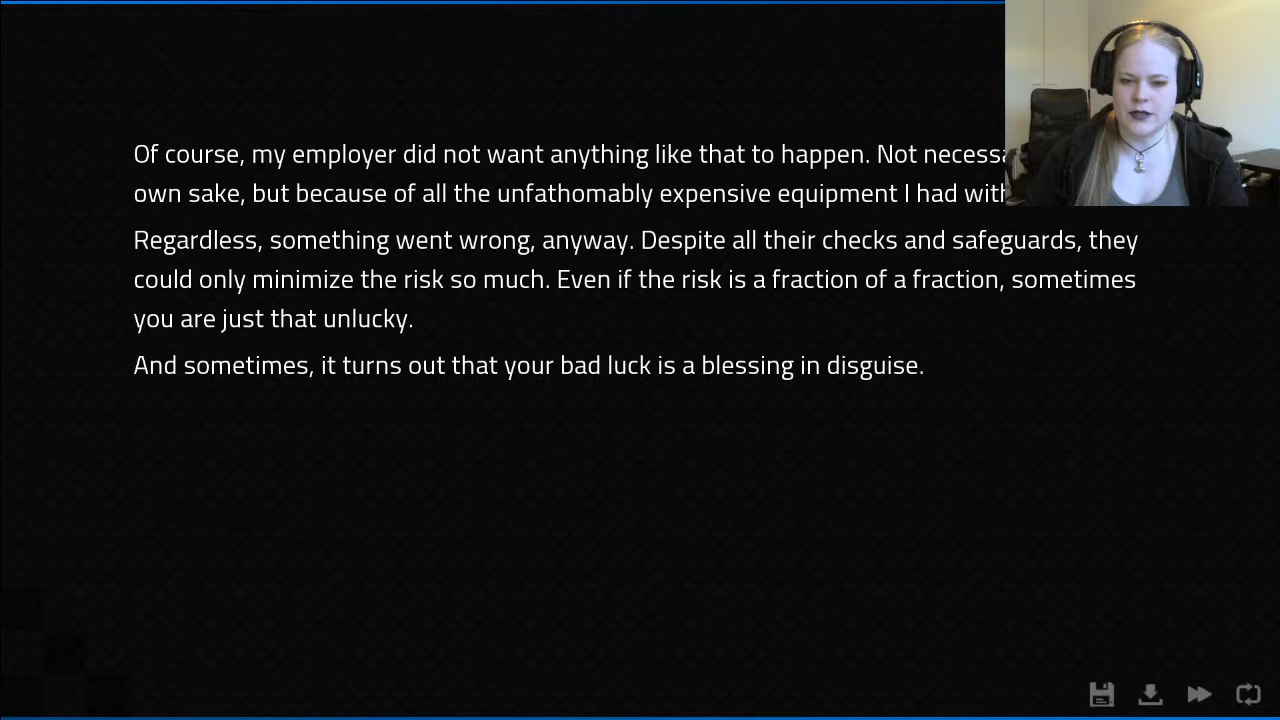 Of course, my employer did not want anything like that to happen. Not
own sake, but because of all the unfathomably expensive equipment I had
Regardless, something went wrong, anyway. Despite all their checks and safeguards, they
could only minimize the risk so much. Even if the risk is a fraction of a fraction, sometimes
you are just that unlucky.
And sometimes, it turns out that your bad luck is a blessing in disguise.